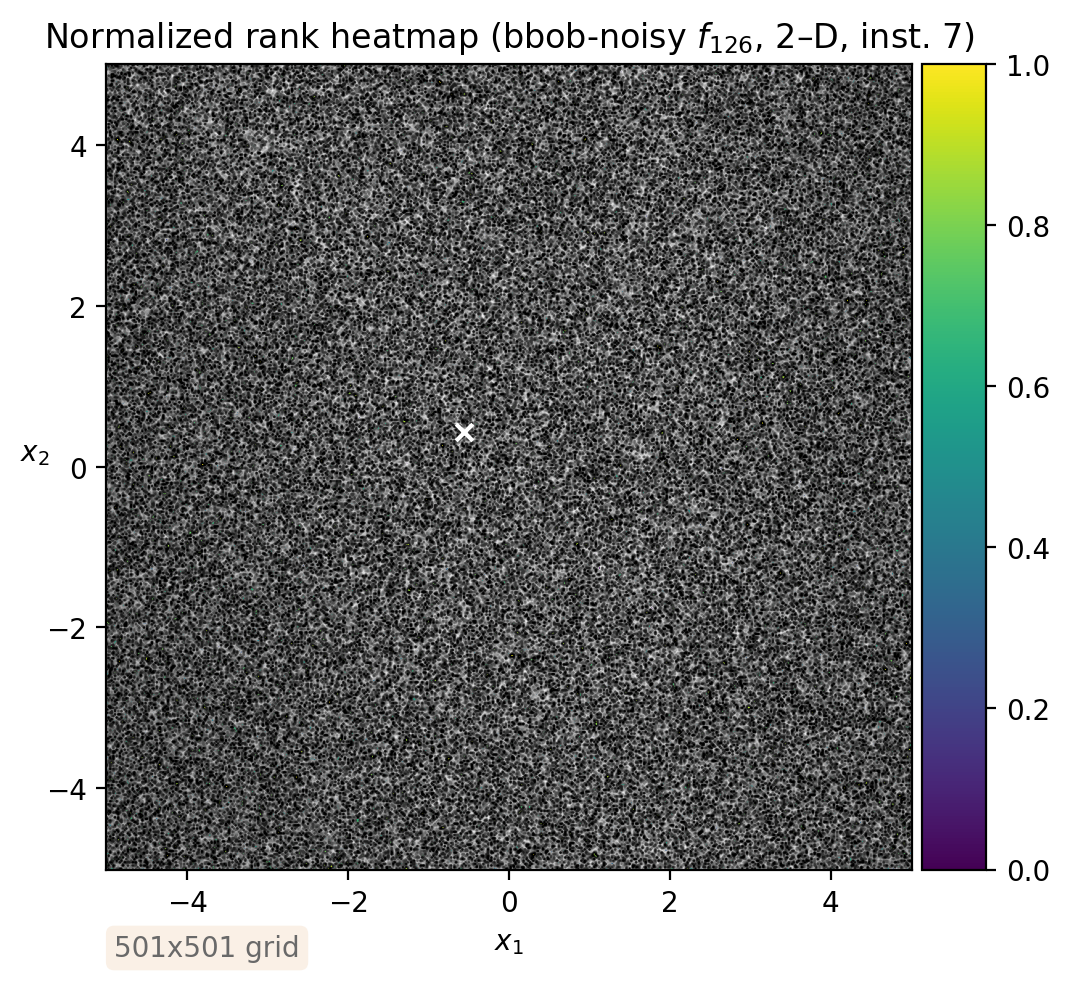 Normalized rank heatmap (bbob-noisy f₁₂₆, 2–D, inst. 7)
1.0
4
0.8
2
0.6
x₂
0
0.4
−2
0.2
−4
0.0
−4 −2 0 2 4
x₁
501x501 grid